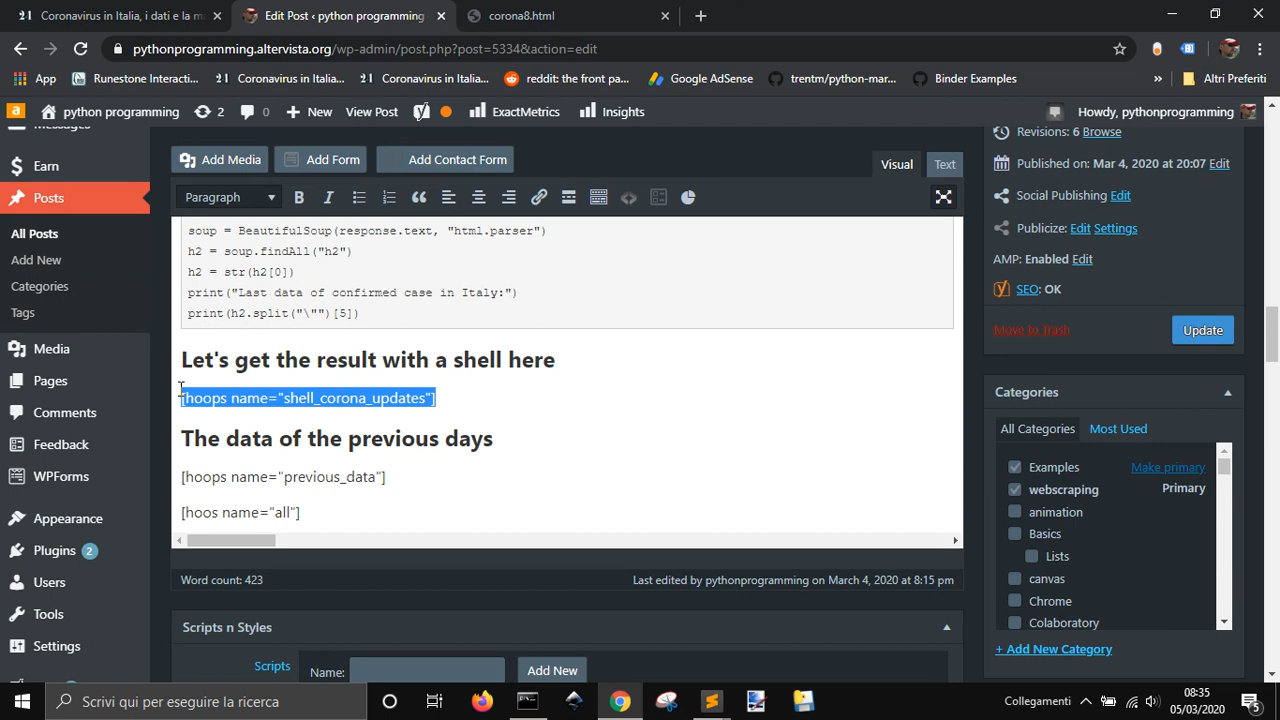 Coronavirus in Italia, i dati e la m
Edit Post ‹ python programming
corona8.html
pythonprogramming.altervista.org/wp-admin/post.php?post=5334&action=edit
App
Runestone Interacti...
Coronavirus in Italia...
Coronavirus in Italia...
reddit: the front pa...
Google AdSense
trentm/python-mar...
Binder Examples
»
Altri Preferiti
python programming
2
0
New
View Post
ExactMetrics
Insights
Howdy, pythonprogramming
Messages
Earn
Posts
All Posts
Add New
Categories
Tags
Media
Pages
Comments
Feedback
WPForms
Appearance
Plugins 2
Users
Tools
Settings
Add Media
Add Form
Add Contact Form
Visual
Text
Paragraph
B I
soup = BeautifulSoup(response.text, "html.parser")
h2 = soup.findAll("h2")
h2 = str(h2[0])
print("Last data of confirmed case in Italy:")
print(h2.split("\"")[5])
Let's get the result with a shell here
[hoops name="shell_corona_updates"]
The data of the previous days
[hoops name="previous_data"]
[hoos name="all"]
Word count: 423
Last edited by pythonprogramming on March 4, 2020 at 8:15 pm
Scripts n Styles
Scripts
Name:
Add New
Revisions: 6 Browse
Published on: Mar 4, 2020 at 20:07 Edit
Social Publishing Edit
Publicize: Edit Settings
AMP: Enabled Edit
SEO: OK
Move to Trash
Update
Categories
All Categories
Most Used
Examples
Make primary
webscraping
Primary
animation
Basics
Lists
canvas
Chrome
Colaboratory
+ Add New Category
Scrivi qui per eseguire la ricerca
Collegamenti
08:35
05/03/2020
5